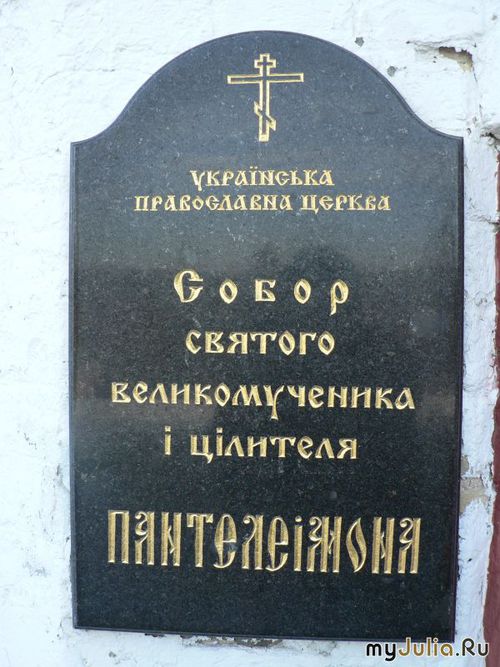 УКРАЇНСЬКА
ПРАВОСЛАВНА ЦЕРКВА
СОБОР
СВЯТОГО
ВЕЛИКОМУЧЕНИКА
І ЦІЛИТЕЛЯ
ПАНТЕЛЕІМОНА
myJulia.Ru